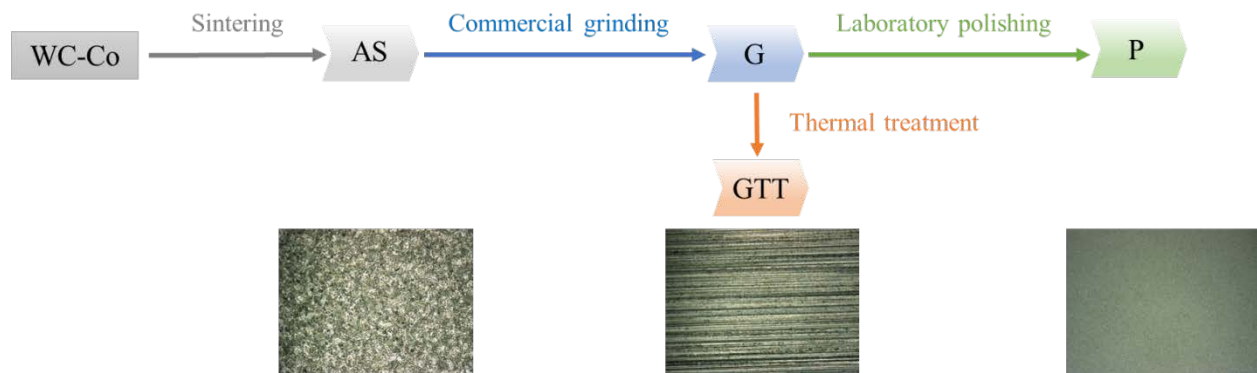 Sintering
Commercial grinding
Laboratory polishing
WC-Co
AS
G
P
Thermal treatment
GTT